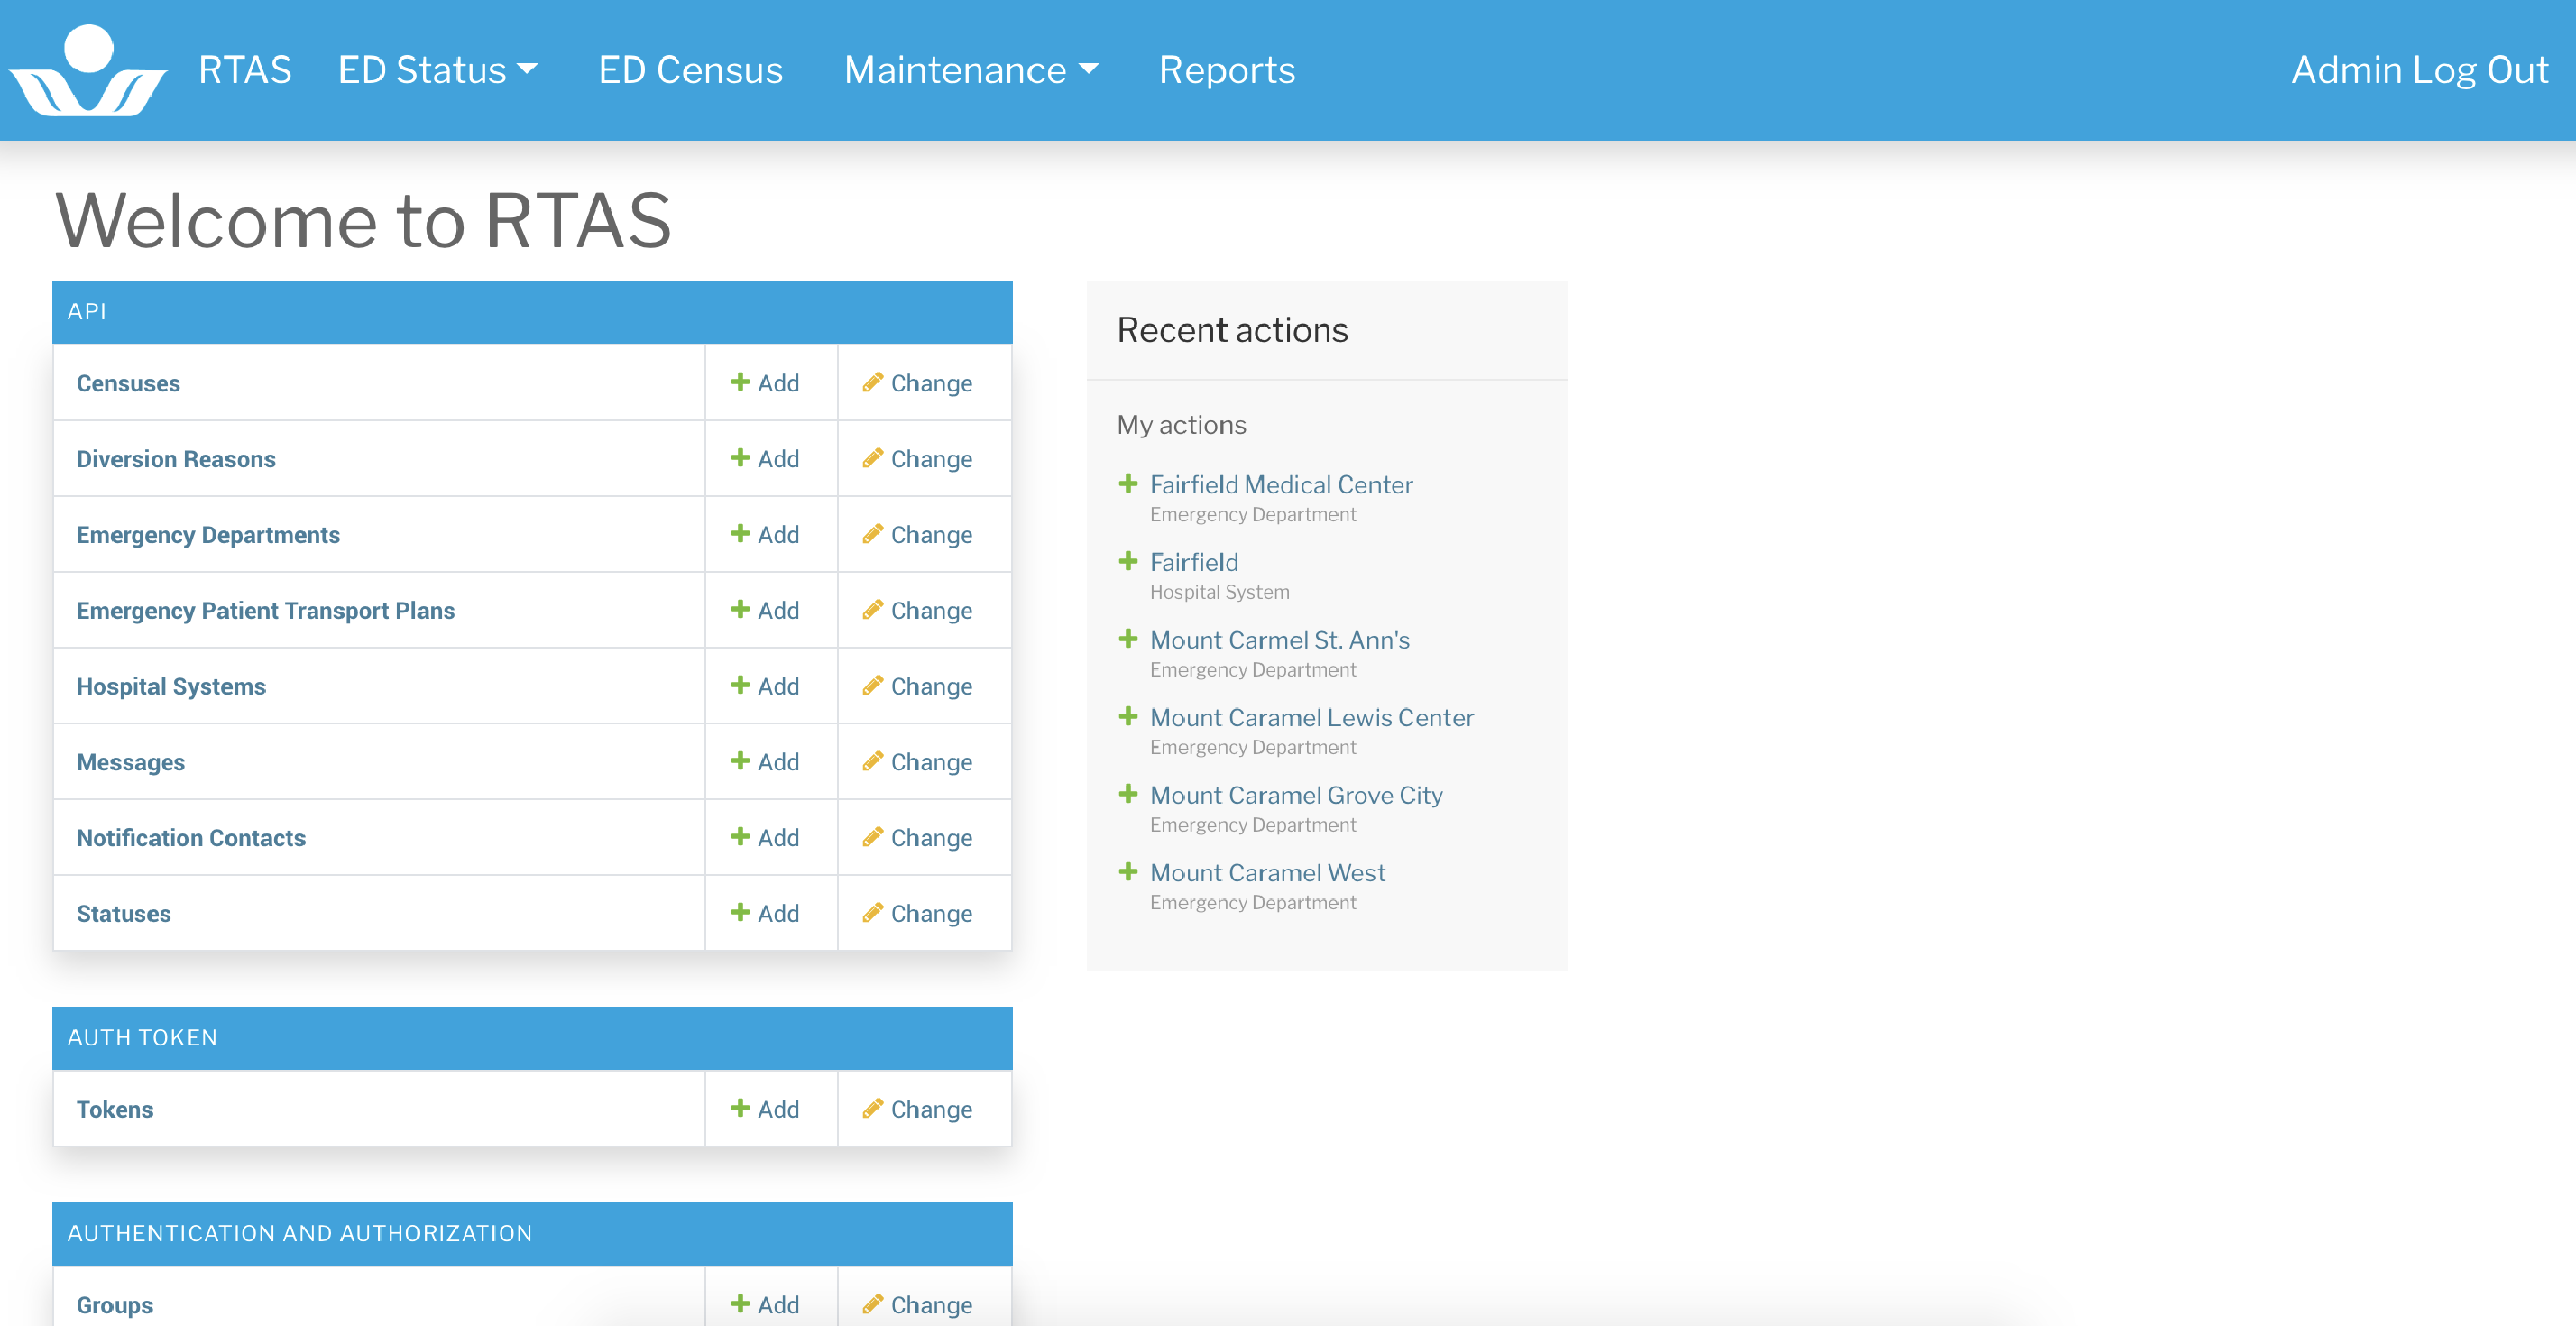 RTAS ED Status ED Census Maintenance Reports Admin Log Out
Welcome to RTAS
API
Censuses Add Change
Diversion Reasons Add Change
Emergency Departments Add Change
Emergency Patient Transport Plans Add Change
Hospital Systems Add Change
Messages Add Change
Notification Contacts Add Change
Statuses Add Change
AUTH TOKEN
Tokens Add Change
AUTHENTICATION AND AUTHORIZATION
Groups Add Change
Recent actions
My actions
Fairfield Medical Center
Emergency Department
Fairfield
Hospital System
Mount Carmel St. Ann's
Emergency Department
Mount Caramel Lewis Center
Emergency Department
Mount Caramel Grove City
Emergency Department
Mount Caramel West
Emergency Department